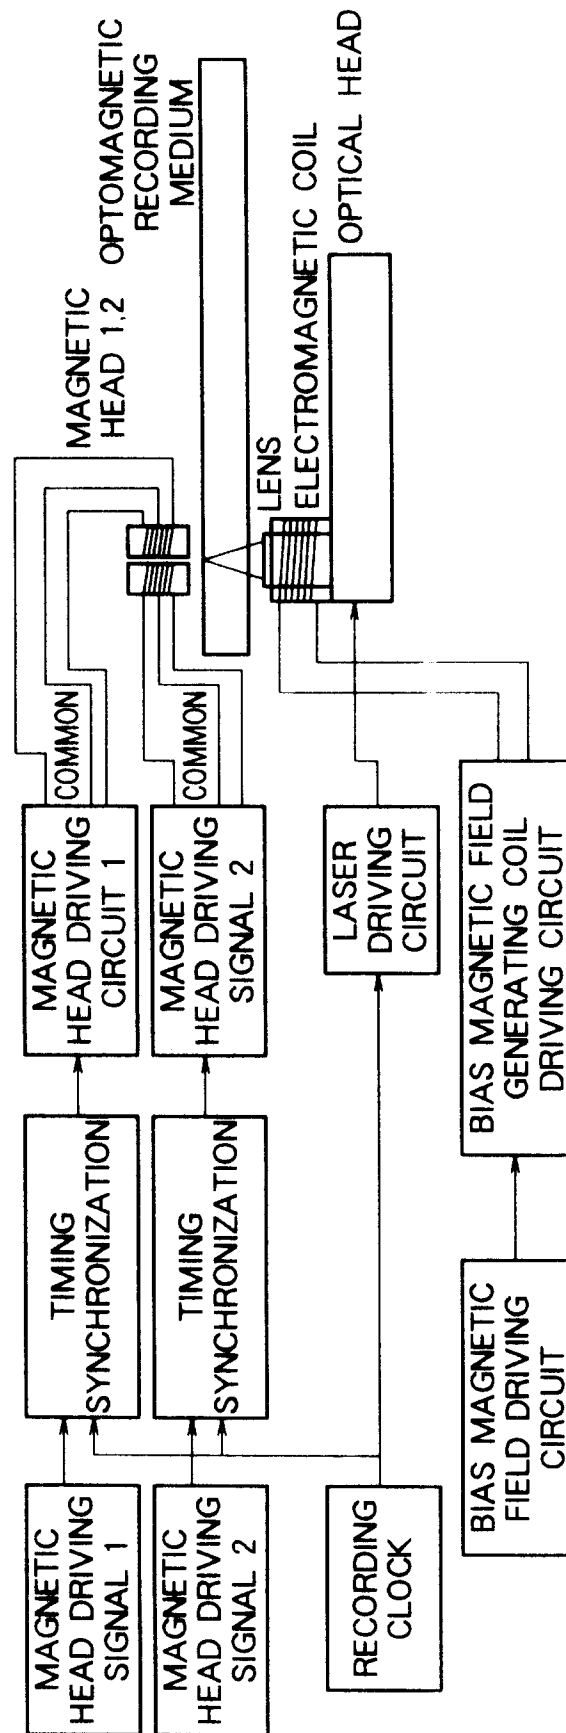 MAGNETIC
HEAD DRIVING
SIGNAL 1
TIMING
SYNCHRONIZATION
MAGNETIC
HEAD DRIVING
CIRCUIT 1
COMMON
MAGNETIC
HEAD 1,2
OPTOMAGNETIC
RECORDING
MEDIUM
MAGNETIC
HEAD DRIVING
SIGNAL 2
TIMING
SYNCHRONIZATION
MAGNETIC
HEAD DRIVING
SIGNAL 2
COMMON
LENS
ELECTROMAGNETIC COIL
OPTICAL HEAD
RECORDING
CLOCK
LASER
DRIVING
CIRCUIT
BIAS MAGNETIC
FIELD DRIVING
CIRCUIT
BIAS MAGNETIC FIELD
GENERATING COIL
DRIVING CIRCUIT